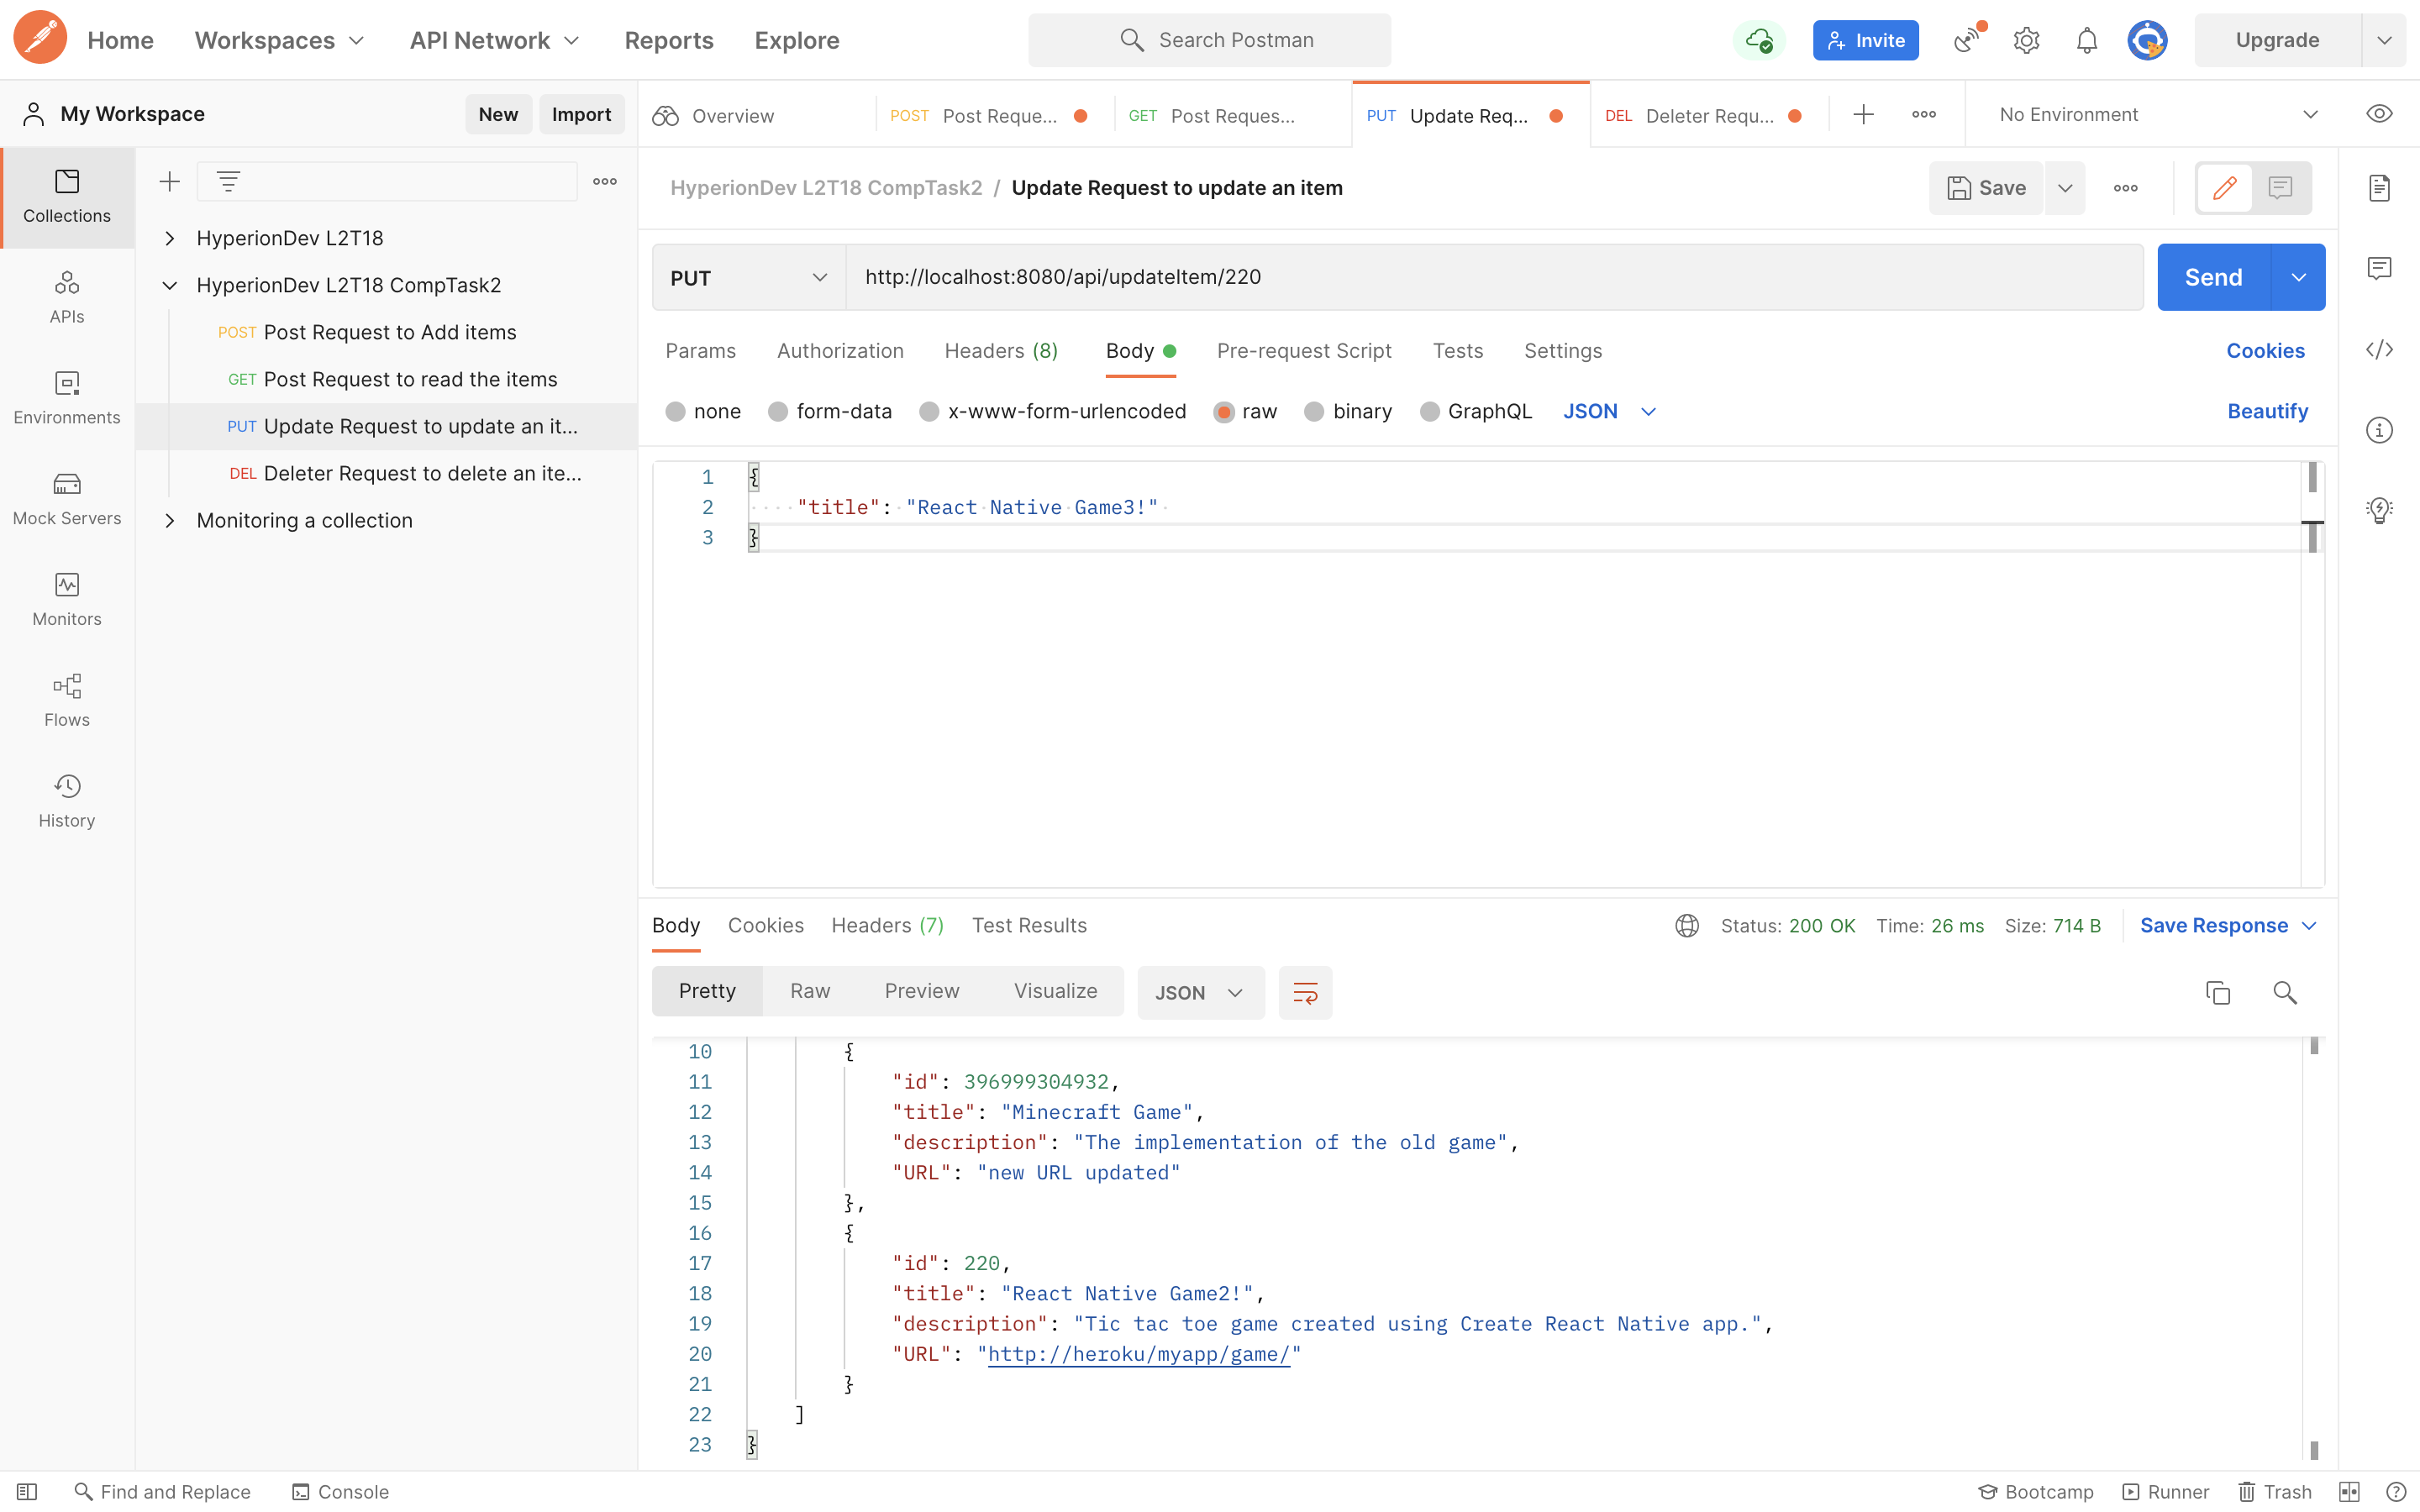 Home Workspaces API Network Reports Explore Search Postman Invite Upgrade
My Workspace New Import
Overview POST Post Reque... GET Post Reques... PUT Update Req... DEL Deleter Requ... No Environment
Collections
APIs
Environments
Mock Servers
Monitors
Flows
History
HyperionDev L2T18
HyperionDev L2T18 CompTask2
POST Post Request to Add items
GET Post Request to read the items
PUT Update Request to update an it...
DEL Deleter Request to delete an ite...
Monitoring a collection
HyperionDev L2T18 CompTask2 / Update Request to update an item Save
PUT http://localhost:8080/api/updateItem/220 Send
Params Authorization Headers (8) Body Pre-request Script Tests Settings Cookies
none form-data x-www-form-urlencoded raw binary GraphQL JSON Beautify
1 {
2 "title": "React Native Game3!"
3 }
Body Cookies Headers (7) Test Results Status: 200 OK Time: 26 ms Size: 714 B Save Response
Pretty Raw Preview Visualize JSON
10 {
11 "id": 396999304932,
12 "title": "Minecraft Game",
13 "description": "The implementation of the old game",
14 "URL": "new URL updated"
15 },
16 {
17 "id": 220,
18 "title": "React Native Game2!",
19 "description": "Tic tac toe game created using Create React Native app.",
20 "URL": "http://heroku/myapp/game/"
21 }
22 ]
23 }
Find and Replace Console Bootcamp Runner Trash